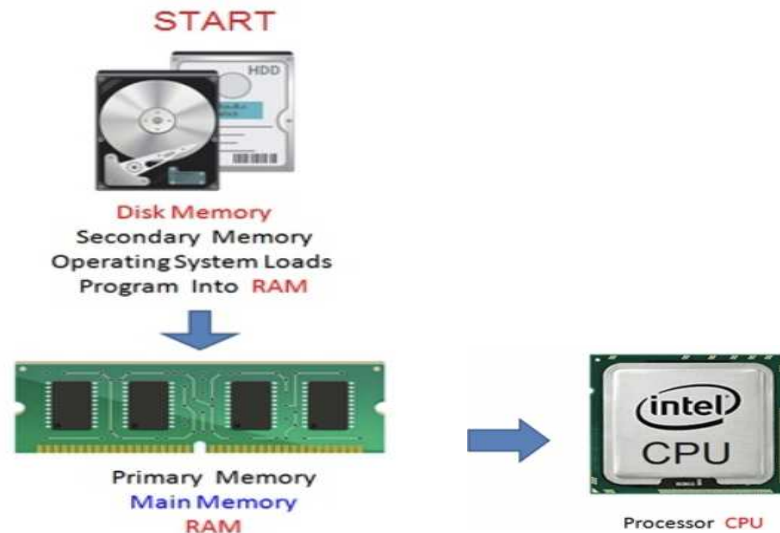 START
HDD
Disk Memory
Secondary Memory
Operating System Loads
Program Into RAM
Primary Memory
Main Memory
RAM
intel
CPU
Processor CPU